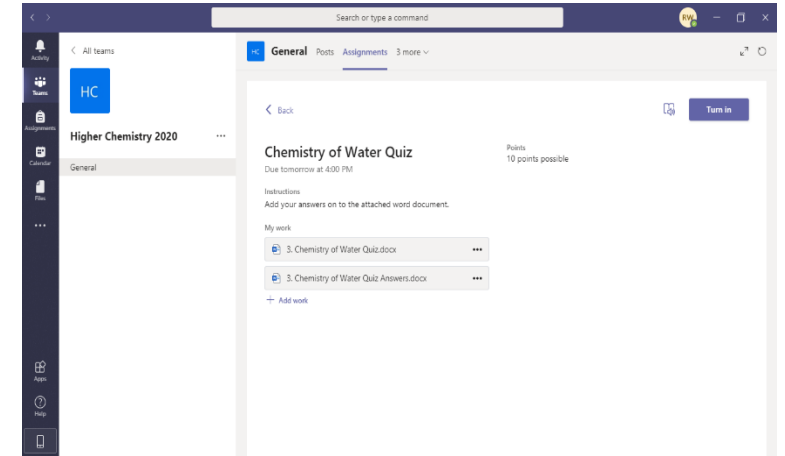 Search or type a command
RW
Activity
Teams
Assignments
Calendar
Files
Apps
Help
All teams
HC
Higher Chemistry 2020
General
HC General Posts Assignments 3 more
Back
Turn in
Chemistry of Water Quiz
Due tomorrow at 4:00 PM
Points
10 points possible
Instructions
Add your answers on to the attached word document.
My work
3. Chemistry of Water Quiz.docx
3. Chemistry of Water Quiz Answers.docx
+ Add work